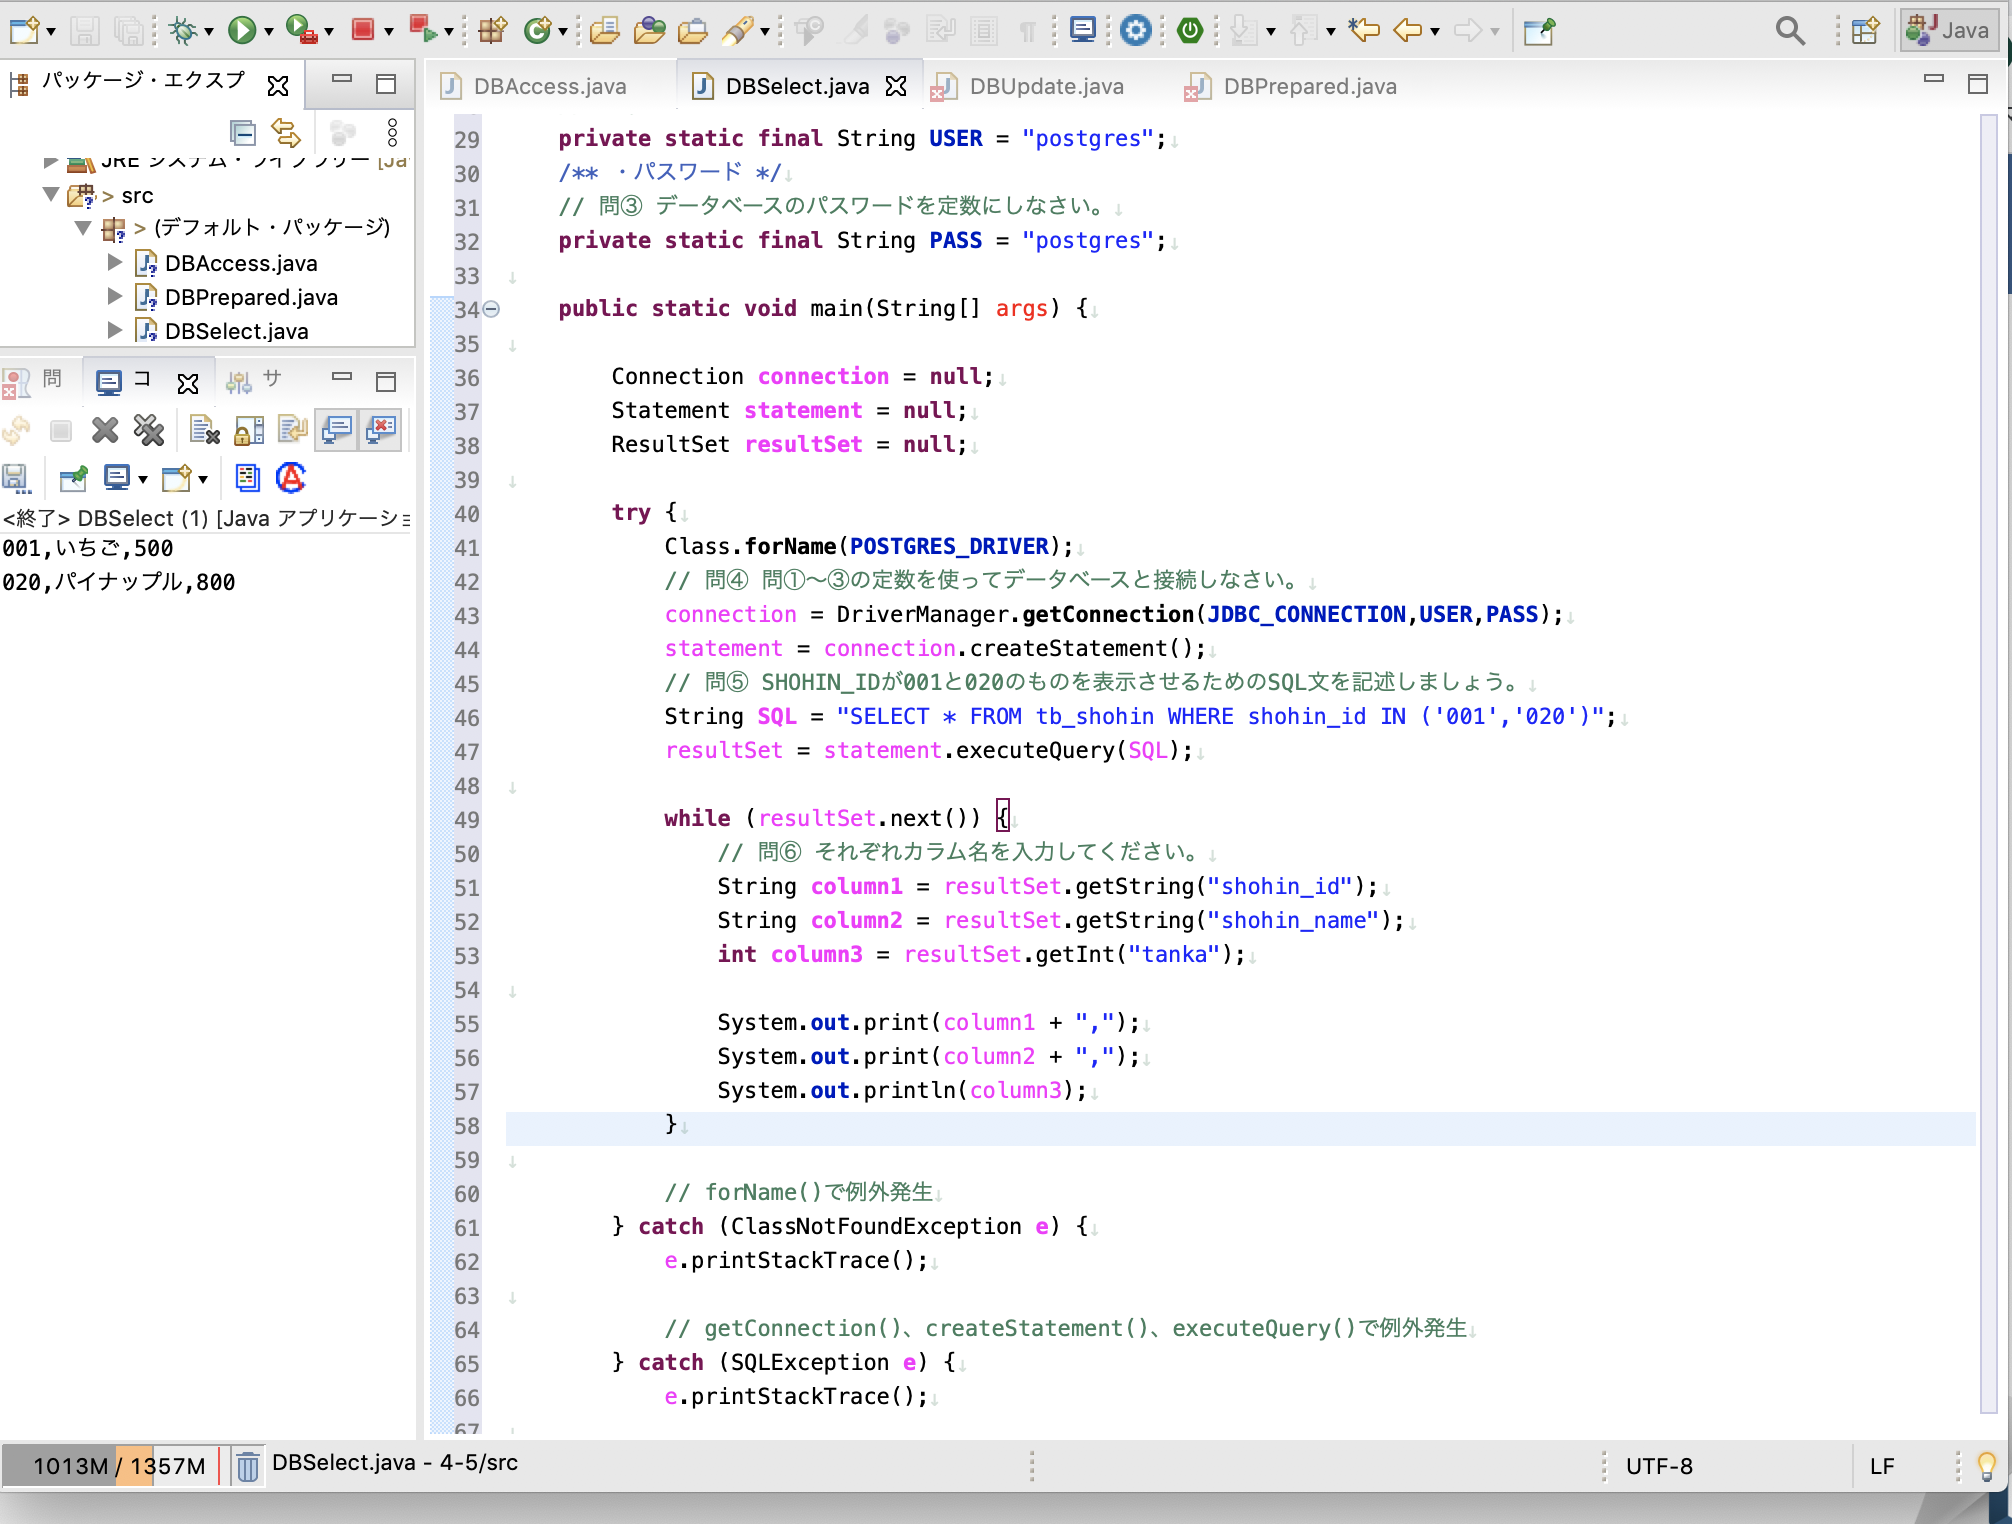 Java
パッケージ・エクスプ
JRE システム・ライブラリー [Ja
> src
> (デフォルト・パッケージ)
DBAccess.java
DBPrepared.java
DBSelect.java
問
コ
サ
<終了> DBSelect (1) [Java アプリケーショ
001,いちご,500
020,パイナップル,800
DBAccess.java
DBSelect.java
DBUpdate.java
DBPrepared.java
29 private static final String USER = "postgres";↓
30 /** ・パスワード */↓
31 // 問③ データベースのパスワードを定数にしなさい。↓
32 private static final String PASS = "postgres";↓
33 ↓
34 public static void main(String[] args) {↓
35 ↓
36 Connection connection = null;↓
37 Statement statement = null;↓
38 ResultSet resultSet = null;↓
39 ↓
40 try {↓
41 Class.forName(POSTGRES_DRIVER);↓
42 // 問④ 問①～③の定数を使ってデータベースと接続しなさい。↓
43 connection = DriverManager.getConnection(JDBC_CONNECTION,USER,PASS);↓
44 statement = connection.createStatement();↓
45 // 問⑤ SHOHIN_IDが001と020のものを表示させるためのSQL文を記述しましょう。↓
46 String SQL = "SELECT * FROM tb_shohin WHERE shohin_id IN ('001','020')";↓
47 resultSet = statement.executeQuery(SQL);↓
48 ↓
49 while (resultSet.next()) {↓
50 // 問⑥ それぞれカラム名を入力してください。↓
51 String column1 = resultSet.getString("shohin_id");↓
52 String column2 = resultSet.getString("shohin_name");↓
53 int column3 = resultSet.getInt("tanka");↓
54 ↓
55 System.out.print(column1 + ",");↓
56 System.out.print(column2 + ",");↓
57 System.out.println(column3);↓
58 }↓
59 ↓
60 // forName()で例外発生↓
61 } catch (ClassNotFoundException e) {↓
62 e.printStackTrace();↓
63 ↓
64 // getConnection()、createStatement()、executeQuery()で例外発生↓
65 } catch (SQLException e) {↓
66 e.printStackTrace();↓
67
1013M / 1357M
DBSelect.java - 4-5/src
UTF-8
LF